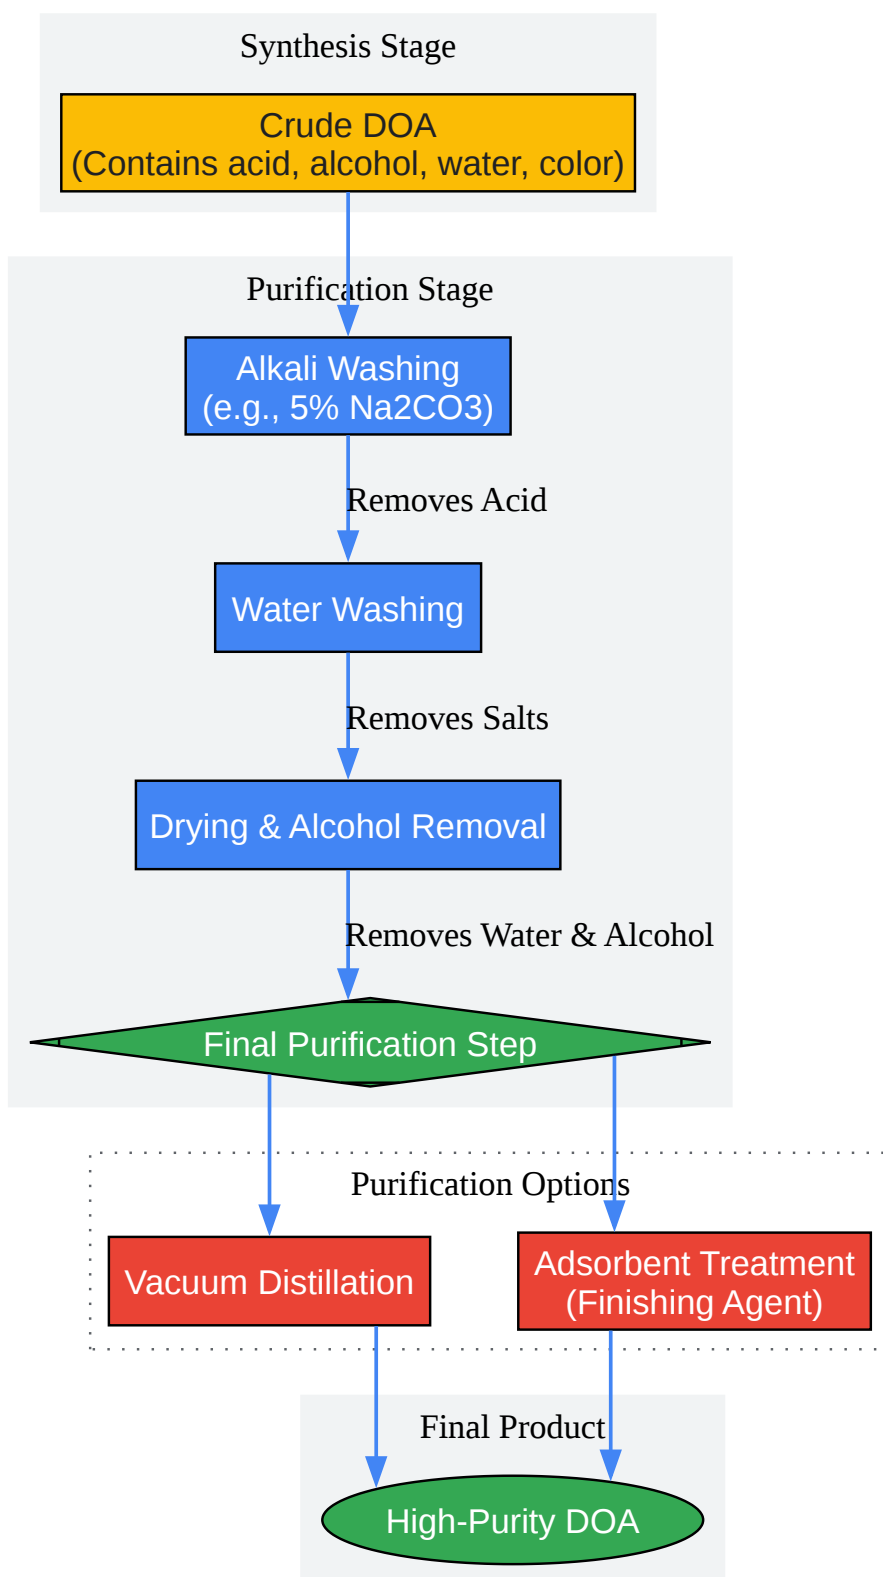 Synthesis Stage
Crude DOA
(Contains acid, alcohol, water, color)
Purification Stage
Alkali Washing
(e.g., 5% Na2CO3)
Removes Acid
Water Washing
Removes Salts
Drying & Alcohol Removal
Removes Water & Alcohol
Final Purification Step
Purification Options
Vacuum Distillation
Adsorbent Treatment
(Finishing Agent)
Final Product
High-Purity DOA